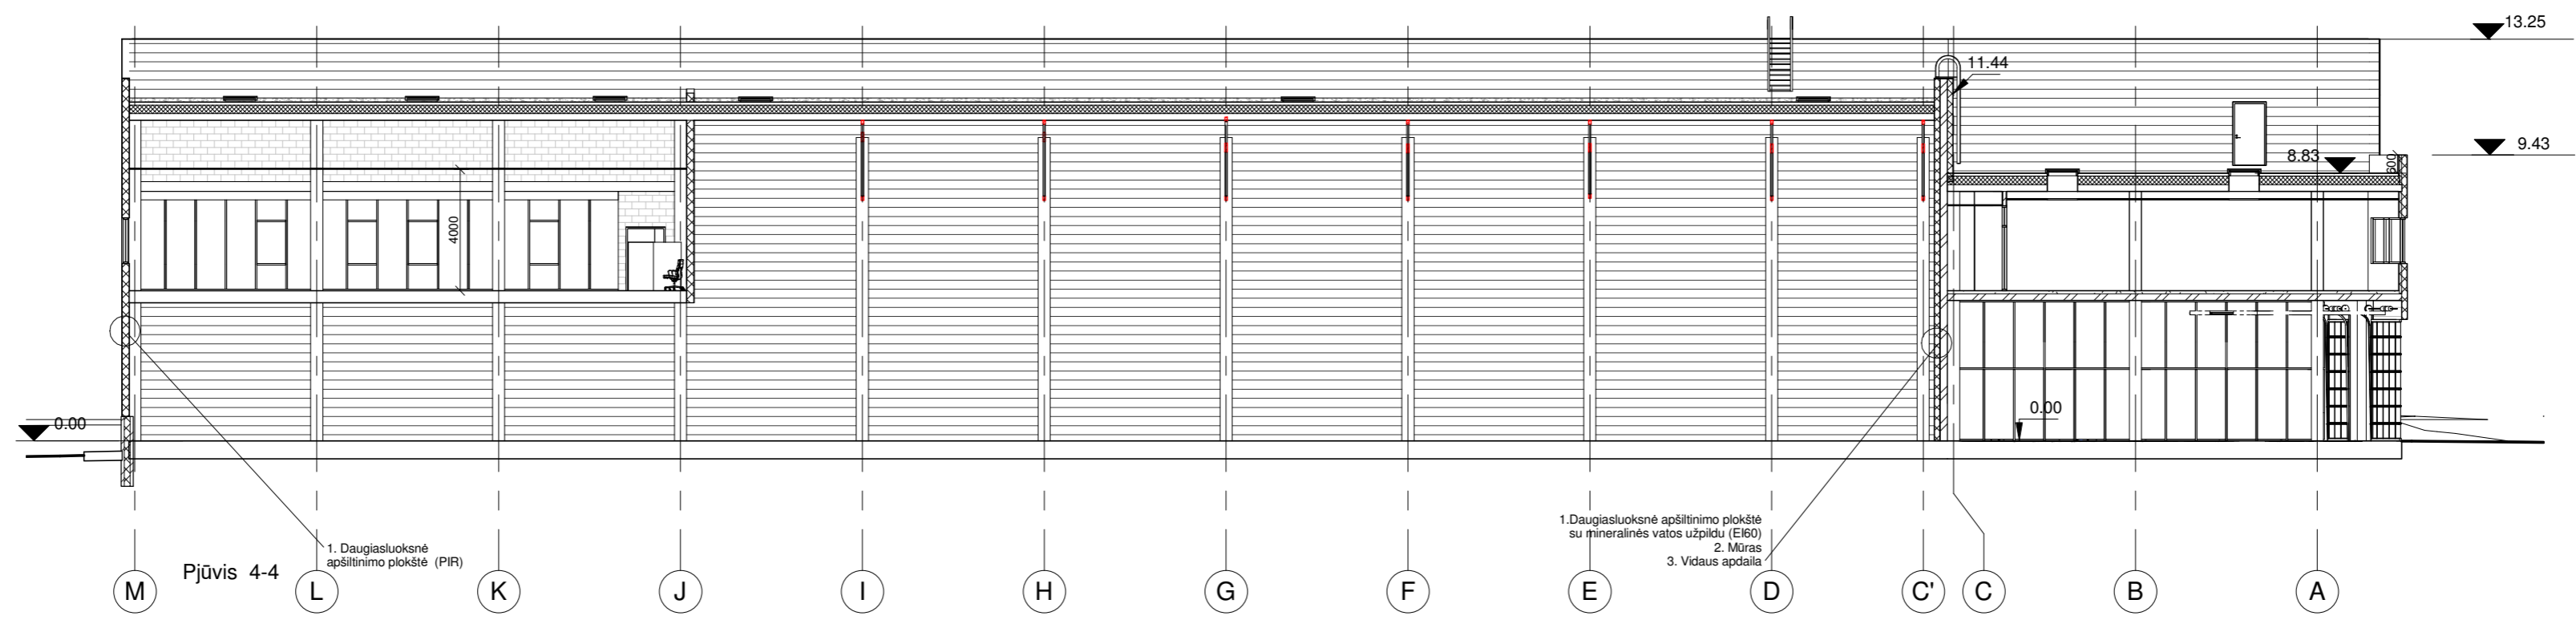 13.25
11.44
9.43
8.83
600
4000
0.00
0.00
1.Daugiasluoksnė apšiltinimo plokštė
su mineralinės vatos užpildu (EI60)
2. Mūras
3. Vidaus apdaila
1. Daugiasluoksnė
apšiltinimo plokštė (PIR)
Pjūvis 4-4
M L K J I H G F E D C' C B A